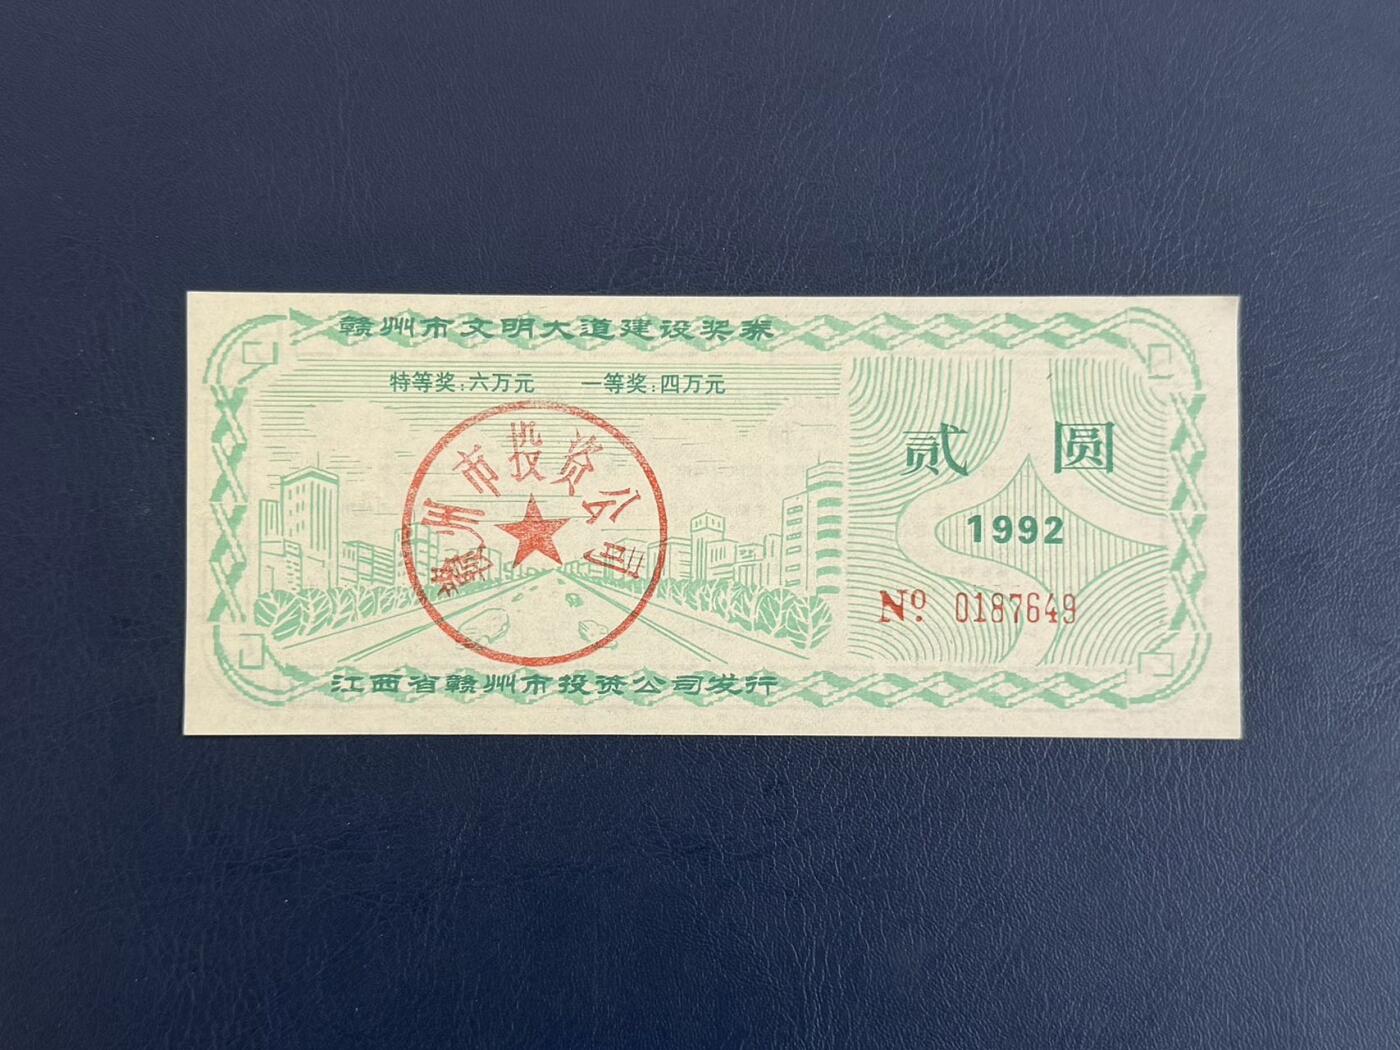 赣州市文明大道建设奖券
特等奖:六万元 一等奖:四万元
赣州市投资公司
贰圆
1992
Nº 0187649
江西省赣州市投资公司发行